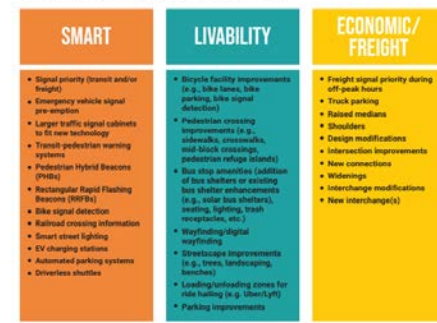 SMART
• Signal priority (transit and/or
freight)
• Emergency vehicle signal
pre-emption
• Larger traffic signal cabinets
to fit new technology
• Transit-pedestrian warning
systems
• Pedestrian Hybrid Beacons
(PHBs)
• Rectangular Rapid Flashing
Beacons (RRFBs)
• Bike signal detection
• Railroad crossing information
• Smart street lighting
• EV charging stations
• Automated parking systems
• Driverless shuttles
LIVABILITY
• Bicycle facility improvements
(e.g., bike lanes, bike
parking, bike signal
detection)
• Pedestrian crossing
improvements (e.g.,
sidewalks, crosswalks,
mid-block crossings,
pedestrian refuge islands)
• Bus stop amenities (addition
of bus shelters or existing
bus shelter enhancements
(e.g., solar bus shelters),
seating, lighting, trash
receptacles, etc.)
• Wayfinding/digital
wayfinding
• Streetscape improvements
(e.g., trees, landscaping,
benches)
• Loading/unloading zones for
ride hailing (e.g. Uber/Lyft)
• Parking improvements
ECONOMIC/
FREIGHT
• Freight signal priority during
off-peak hours
• Truck parking
• Raised medians
• Shoulders
• Design modifications
• Intersection improvements
• New connections
• Widenings
• Interchange modifications
• New interchange(s)